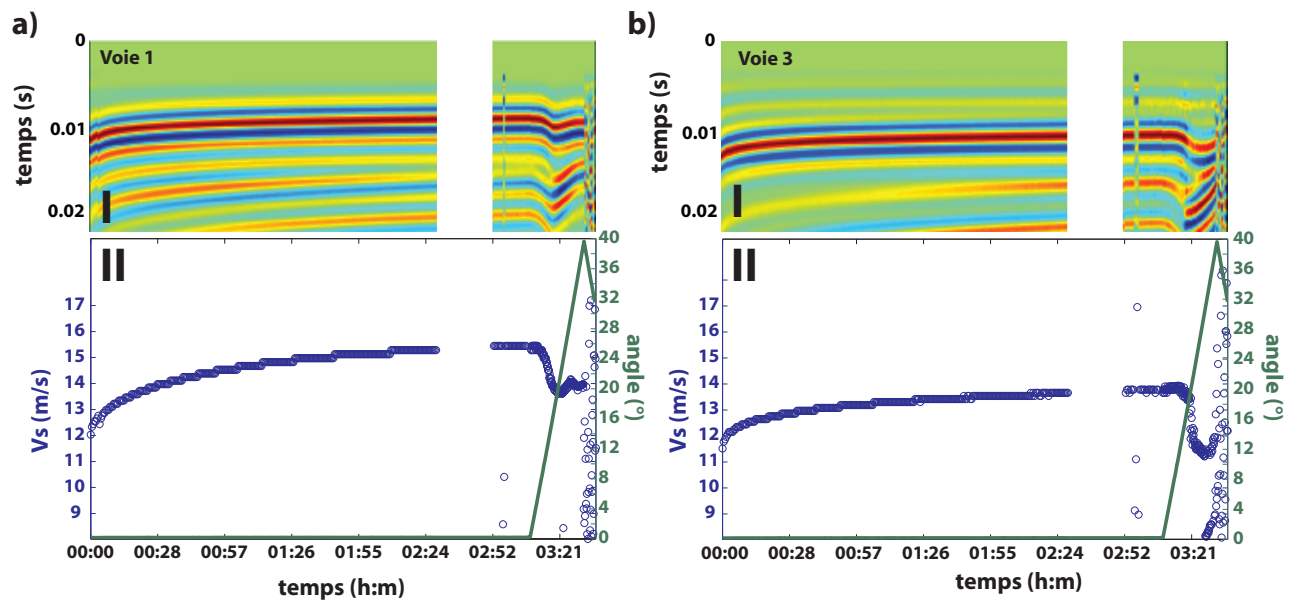 a)
Voie 1
temps (s)
0
0.01
0.02
I
II
Vs (m/s)
17
16
15
14
13
12
11
10
9
40
36
32
28
24
20
16
12
8
4
0
angle (°)
00:00 00:28 00:57 01:26 01:55 02:24 02:52 03:21
temps (h:m)
b)
Voie 3
temps (s)
0
0.01
0.02
I
II
Vs (m/s)
17
16
15
14
13
12
11
10
9
40
36
32
28
24
20
16
12
8
4
0
angle (°)
00:00 00:28 00:57 01:26 01:55 02:24 02:52 03:21
temps (h:m)